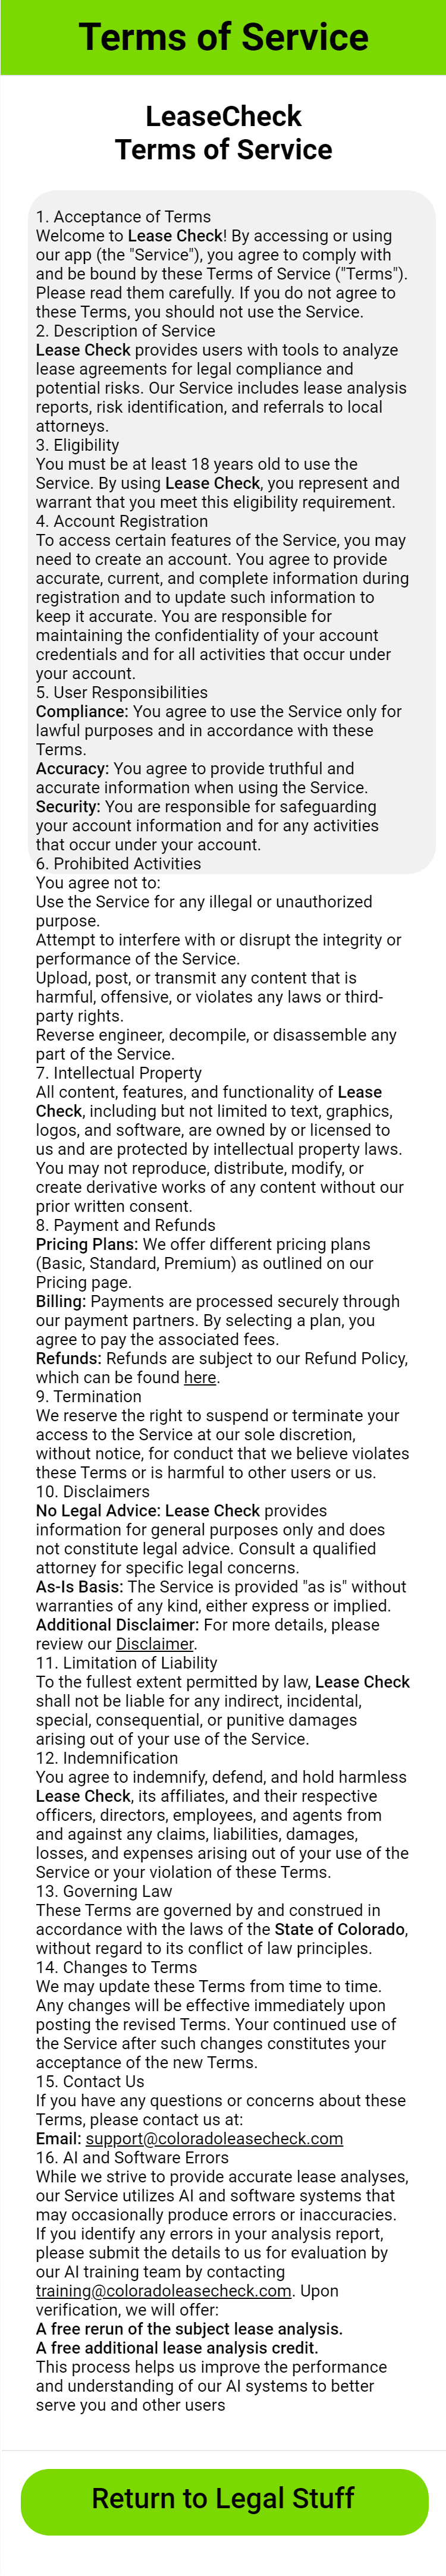 Terms of Service
LeaseCheck
Terms of Service
1. Acceptance of Terms
Welcome to Lease Check! By accessing or using
our app (the "Service"), you agree to comply with
and be bound by these Terms of Service ("Terms").
Please read them carefully. If you do not agree to
these Terms, you should not use the Service.
2. Description of Service
Lease Check provides users with tools to analyze
lease agreements for legal compliance and
potential risks. Our Service includes lease analysis
reports, risk identification, and referrals to local
attorneys.
3. Eligibility
You must be at least 18 years old to use the
Service. By using Lease Check, you represent and
warrant that you meet this eligibility requirement.
4. Account Registration
To access certain features of the Service, you may
need to create an account. You agree to provide
accurate, current, and complete information during
registration and to update such information to
keep it accurate. You are responsible for
maintaining the confidentiality of your account
credentials and for all activities that occur under
your account.
5. User Responsibilities
Compliance: You agree to use the Service only for
lawful purposes and in accordance with these
Terms.
Accuracy: You agree to provide truthful and
accurate information when using the Service.
Security: You are responsible for safeguarding
your account information and for any activities
that occur under your account.
6. Prohibited Activities
You agree not to:
Use the Service for any illegal or unauthorized
purpose.
Attempt to interfere with or disrupt the integrity or
performance of the Service.
Upload, post, or transmit any content that is
harmful, offensive, or violates any laws or third-
party rights.
Reverse engineer, decompile, or disassemble any
part of the Service.
7. Intellectual Property
All content, features, and functionality of Lease
Check, including but not limited to text, graphics,
logos, and software, are owned by or licensed to
us and are protected by intellectual property laws.
You may not reproduce, distribute, modify, or
create derivative works of any content without our
prior written consent.
8. Payment and Refunds
Pricing Plans: We offer different pricing plans
(Basic, Standard, Premium) as outlined on our
Pricing page.
Billing: Payments are processed securely through
our payment partners. By selecting a plan, you
agree to pay the associated fees.
Refunds: Refunds are subject to our Refund Policy,
which can be found here.
9. Termination
We reserve the right to suspend or terminate your
access to the Service at our sole discretion,
without notice, for conduct that we believe violates
these Terms or is harmful to other users or us.
10. Disclaimers
No Legal Advice: Lease Check provides
information for general purposes only and does
not constitute legal advice. Consult a qualified
attorney for specific legal concerns.
As-Is Basis: The Service is provided "as is" without
warranties of any kind, either express or implied.
Additional Disclaimer: For more details, please
review our Disclaimer.
11. Limitation of Liability
To the fullest extent permitted by law, Lease Check
shall not be liable for any indirect, incidental,
special, consequential, or punitive damages
arising out of your use of the Service.
12. Indemnification
You agree to indemnify, defend, and hold harmless
Lease Check, its affiliates, and their respective
officers, directors, employees, and agents from
and against any claims, liabilities, damages,
losses, and expenses arising out of your use of the
Service or your violation of these Terms.
13. Governing Law
These Terms are governed by and construed in
accordance with the laws of the State of Colorado,
without regard to its conflict of law principles.
14. Changes to Terms
We may update these Terms from time to time.
Any changes will be effective immediately upon
posting the revised Terms. Your continued use of
the Service after such changes constitutes your
acceptance of the new Terms.
15. Contact Us
If you have any questions or concerns about these
Terms, please contact us at:
Email: support@coloradoleasecheck.com
16. AI and Software Errors
While we strive to provide accurate lease analyses,
our Service utilizes AI and software systems that
may occasionally produce errors or inaccuracies.
If you identify any errors in your analysis report,
please submit the details to us for evaluation by
our AI training team by contacting
training@coloradoleasecheck.com. Upon
verification, we will offer:
A free rerun of the subject lease analysis.
A free additional lease analysis credit.
This process helps us improve the performance
and understanding of our AI systems to better
serve you and other users
Return to Legal Stuff